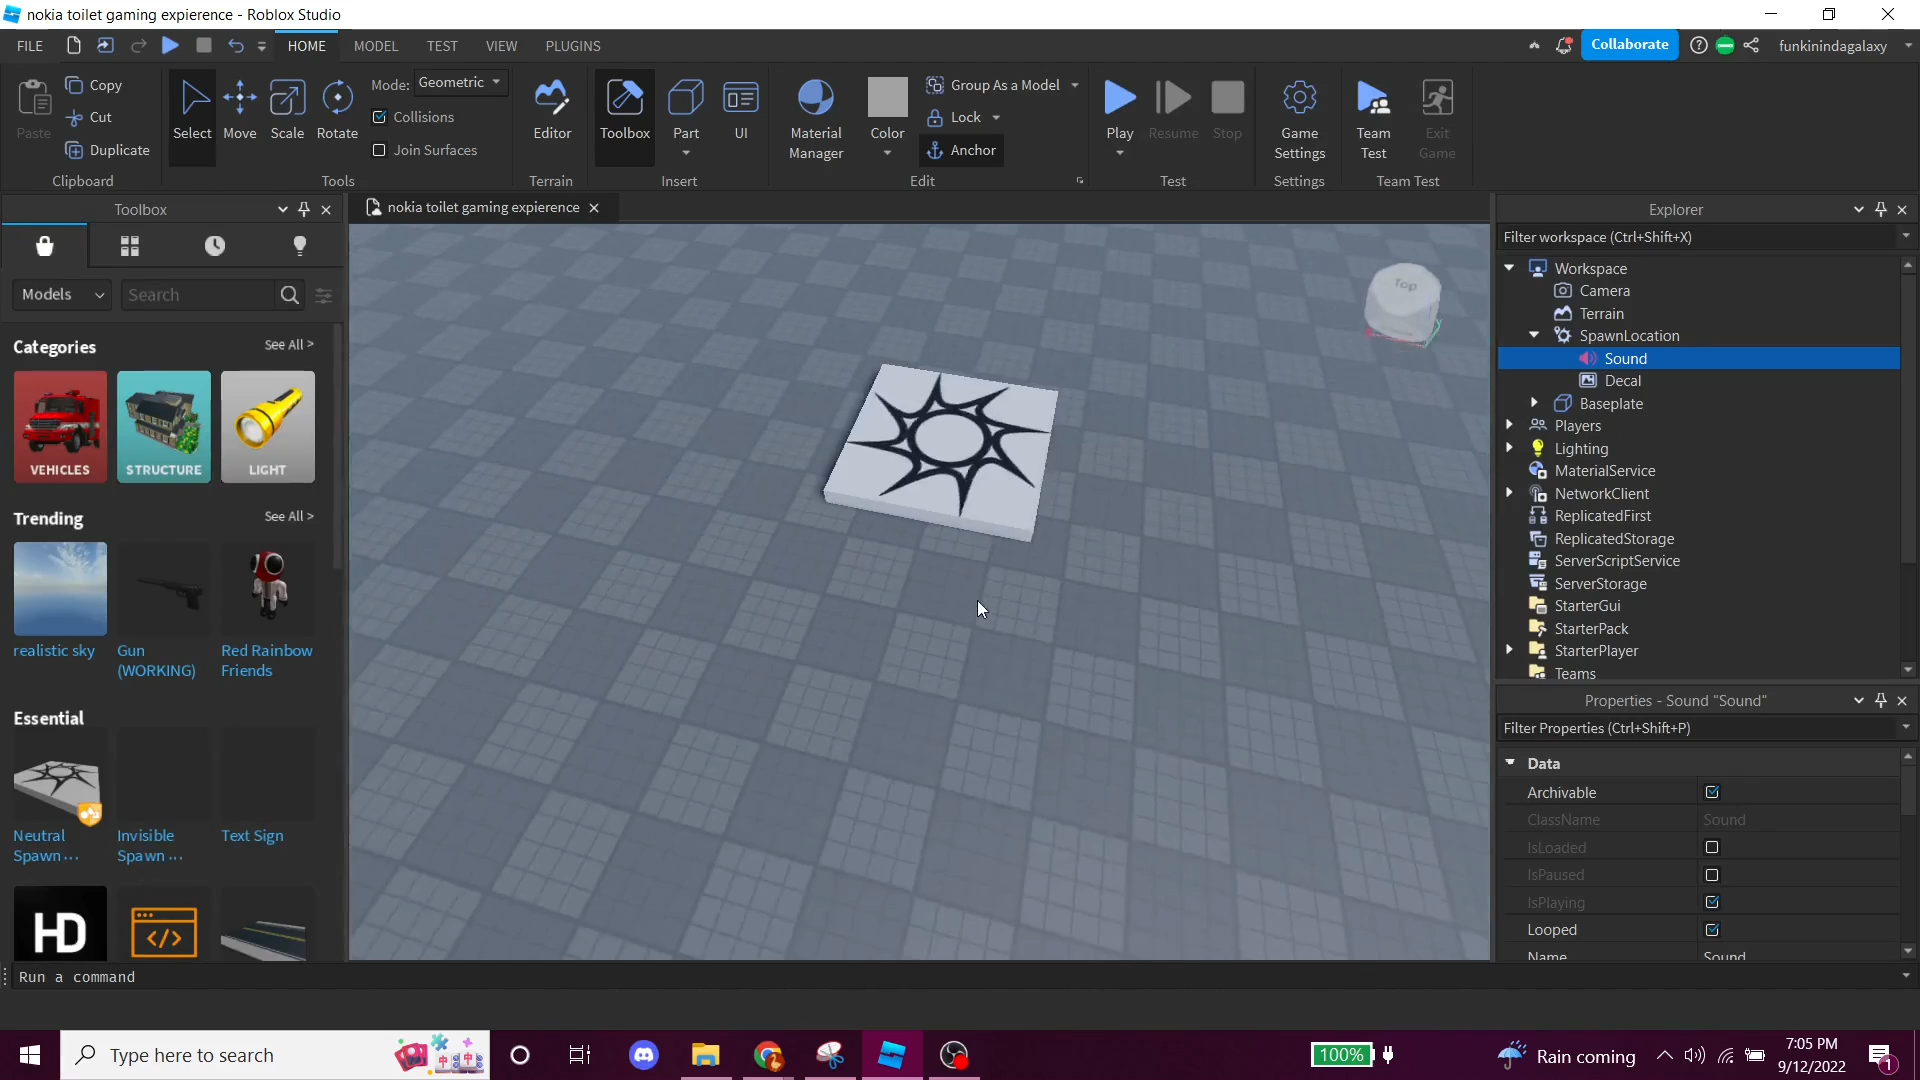 nokia toilet gaming expierence - Roblox Studio
FILE
HOME
MODEL
TEST
VIEW
PLUGINS
Collaborate
funkinindagalaxy
Paste
Copy
Cut
Duplicate
Clipboard
Select
Move
Scale
Rotate
Mode: Geometric
Collisions
Join Surfaces
Tools
Editor
Terrain
Toolbox
Part
UI
Insert
Material
Manager
Color
Group As a Model
Lock
Anchor
Edit
Play
Resume
Stop
Test
Game
Settings
Settings
Team
Test
Exit
Game
Team Test
Toolbox
nokia toilet gaming expierence
Models
Search
Categories
See All >
VEHICLES
STRUCTURE
LIGHT
Trending
See All >
realistic sky
Gun
(WORKING)
Red Rainbow
Friends
Essential
Neutral
Spawn ...
Invisible
Spawn ...
Text Sign
HD
</>
Top
Explorer
Filter workspace (Ctrl+Shift+X)
Workspace
Camera
Terrain
SpawnLocation
Sound
Decal
Baseplate
Players
Lighting
MaterialService
NetworkClient
ReplicatedFirst
ReplicatedStorage
ServerScriptService
ServerStorage
StarterGui
StarterPack
StarterPlayer
Teams
Properties - Sound "Sound"
Filter Properties (Ctrl+Shift+P)
Data
Archivable
ClassName Sound
IsLoaded
IsPaused
IsPlaying
Looped
Name Sound
Run a command
Type here to search
100%
Rain coming
7:05 PM
9/12/2022
1